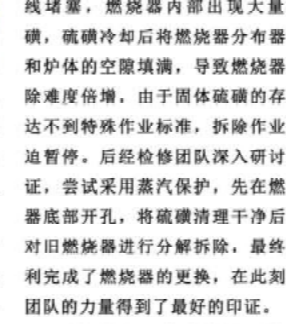 线堵塞，燃烧器内部出现大量
磺，硫磺冷却后将燃烧器分布器
和炉体的空隙填满，导致燃烧器
除难度倍增。由于固体硫磺的存
达不到特殊作业标准，拆除作业
迫暂停。后经检修团队深入研讨
证，尝试采用蒸汽保护，先在燃
器底部开孔，将硫磺清理干净后
对旧燃烧器进行分解拆除。最终
利完成了燃烧器的更换，在此刻
团队的力量得到了最好的印证。